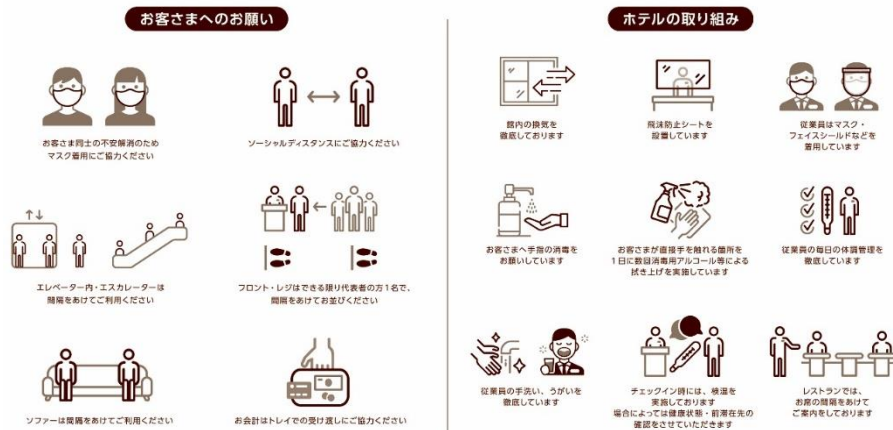 お客さまへのお願い
お客さま同士の不安解消のため
マスク着用にご協力ください
ソーシャルディスタンスにご協力ください
エレベーター内・エスカレーターは
間隔をあけてご利用ください
フロント・レジはできる限り代表者の方1名で、
間隔をあけてお並びください
ソファーは間隔をあけてご利用ください
お会計はトレイでの受け渡しにご協力ください
ホテルの取り組み
館内の換気を
徹底しております
飛沫防止シートを
設置しています
従業員はマスク・
フェイスシールドなどを
着用しています
お客さまへ手指の消毒を
お願いしています
お客さまが直接手を触れる箇所を
1日に数回消毒用アルコール等による
拭き上げを実施しています
従業員の毎日の体調管理を
徹底しています
従業員の手洗い、うがいを
徹底しています
チェックイン時には、検温を
実施しております
場合によっては健康状態・前滞在先の
確認をさせていただきます
レストランでは、
お席の間隔をあけて
ご案内をしております